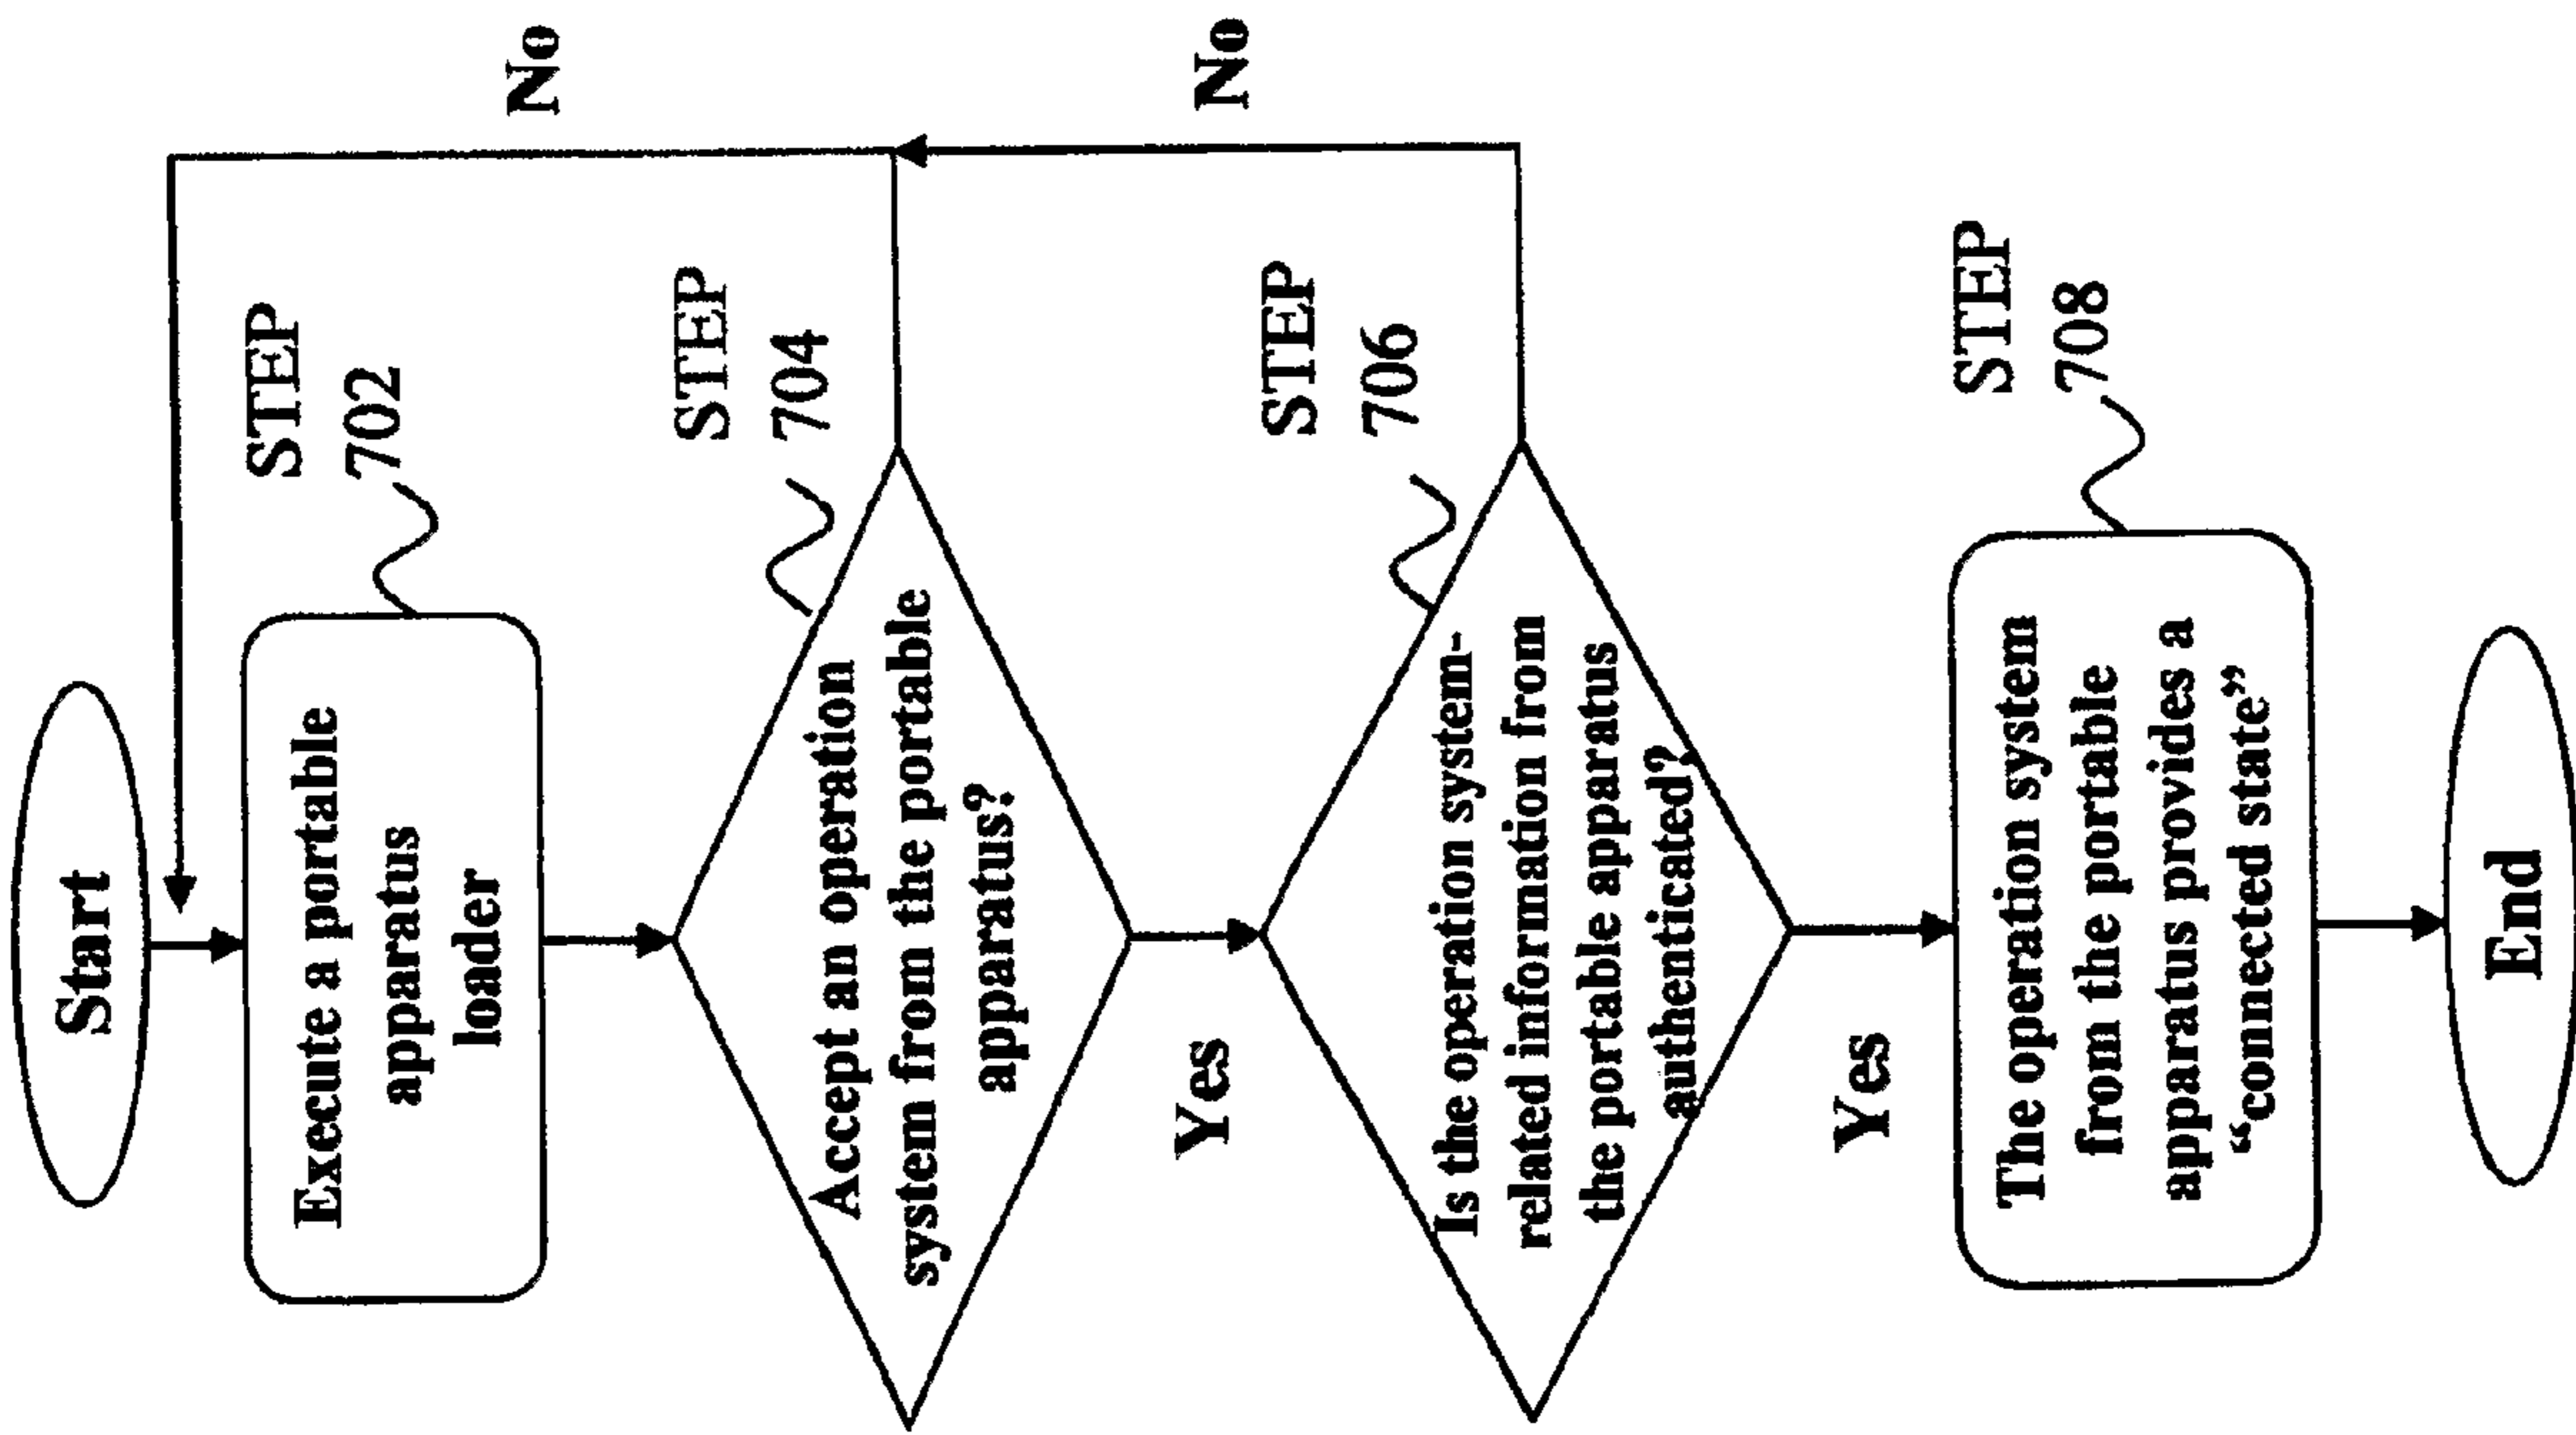 Start
Execute a portable
apparatus
loader
STEP
702
Accept an operation
system from the portable
apparatus?
STEP
704
No
Yes
Is the operation system-
related information from
the portable apparatus
authenticated?
STEP
706
No
Yes
The operation system
from the portable
apparatus provides a
“connected state”
STEP
708
End